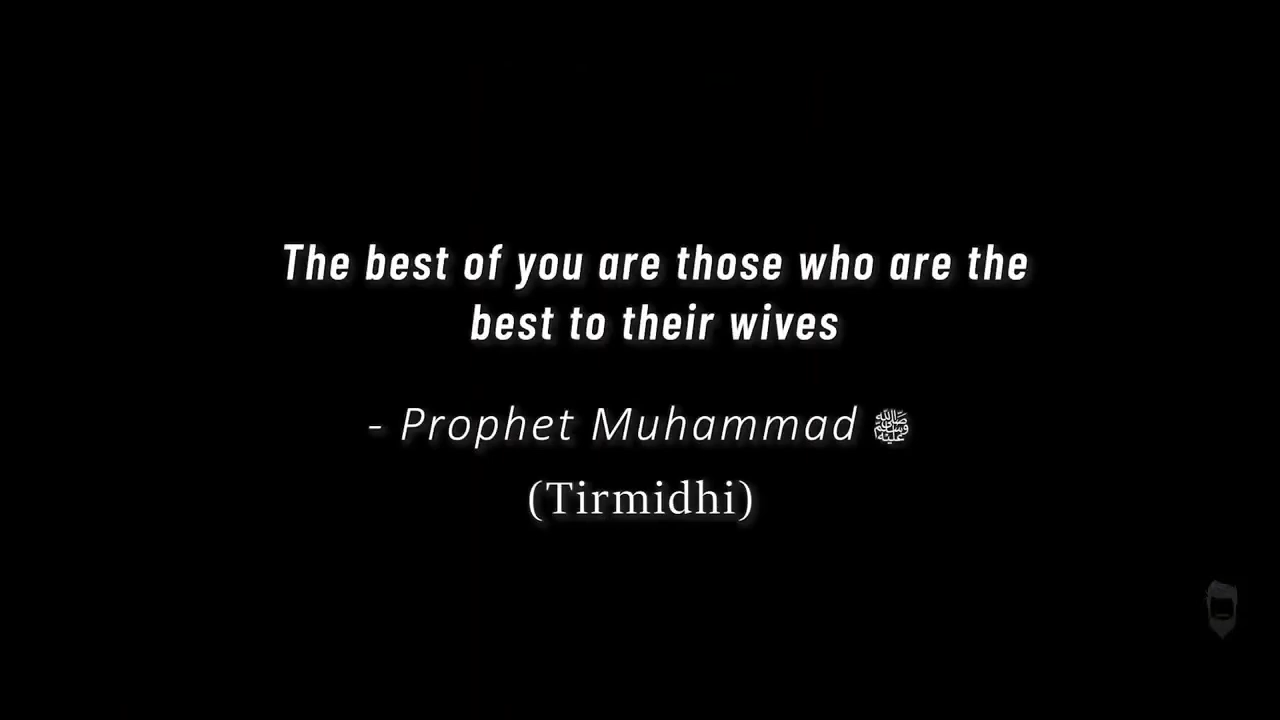 The best of you are those who are the
best to their wives
- Prophet Muhammad ﷺ
(Tirmidhi)